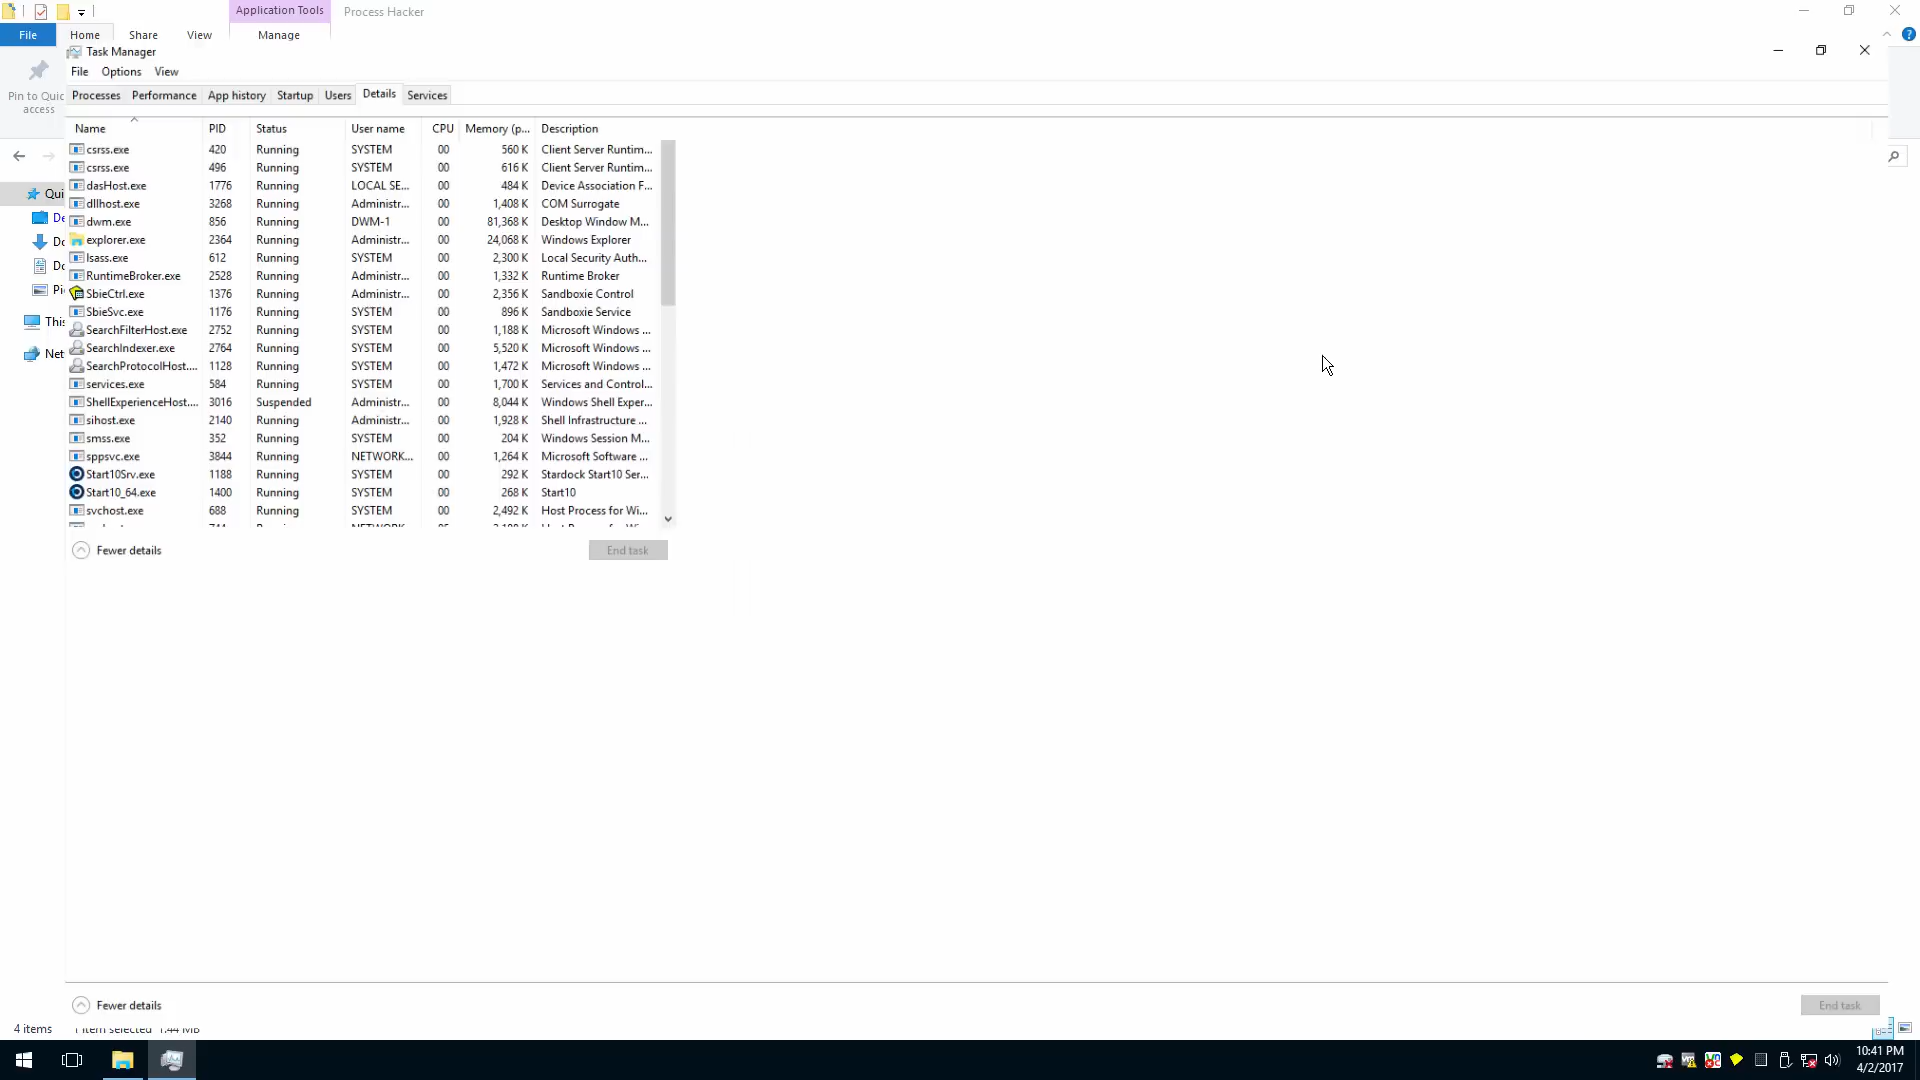 Application Tools Process Hacker
File Home Share View Manage
Task Manager
File Options View
Pin to Quic
access
Processes Performance App history Startup Users Details Services
Name PID Status User name CPU Memory (p... Description
csrss.exe 420 Running SYSTEM 00 560 K Client Server Runtim...
csrss.exe 496 Running SYSTEM 00 616 K Client Server Runtim...
dasHost.exe 1776 Running LOCAL SE... 00 484 K Device Association F...
dllhost.exe 3268 Running Administr... 00 1,408 K COM Surrogate
dwm.exe 856 Running DWM-1 00 81,368 K Desktop Window M...
explorer.exe 2364 Running Administr... 00 24,068 K Windows Explorer
lsass.exe 612 Running SYSTEM 00 2,300 K Local Security Auth...
RuntimeBroker.exe 2528 Running Administr... 00 1,332 K Runtime Broker
SbieCtrl.exe 1376 Running Administr... 00 2,356 K Sandboxie Control
SbieSvc.exe 1176 Running SYSTEM 00 896 K Sandboxie Service
SearchFilterHost.exe 2752 Running SYSTEM 00 1,188 K Microsoft Windows ...
SearchIndexer.exe 2764 Running SYSTEM 00 5,520 K Microsoft Windows ...
SearchProtocolHost.... 1128 Running SYSTEM 00 1,472 K Microsoft Windows ...
services.exe 584 Running SYSTEM 00 1,700 K Services and Control...
ShellExperienceHost.... 3016 Suspended Administr... 00 8,044 K Windows Shell Exper...
sihost.exe 2140 Running Administr... 00 1,928 K Shell Infrastructure ...
smss.exe 352 Running SYSTEM 00 204 K Windows Session M...
sppsvc.exe 3844 Running NETWORK... 00 1,264 K Microsoft Software ...
Start10Srv.exe 1188 Running SYSTEM 00 292 K Stardock Start10 Ser...
Start10_64.exe 1400 Running SYSTEM 00 268 K Start10
svchost.exe 688 Running SYSTEM 00 2,492 K Host Process for Wi...
Qui
De
Do
Do
Pi
This
Net
Fewer details End task
Fewer details End task
4 items 1 item selected 1.44 MB
10:41 PM
4/2/2017